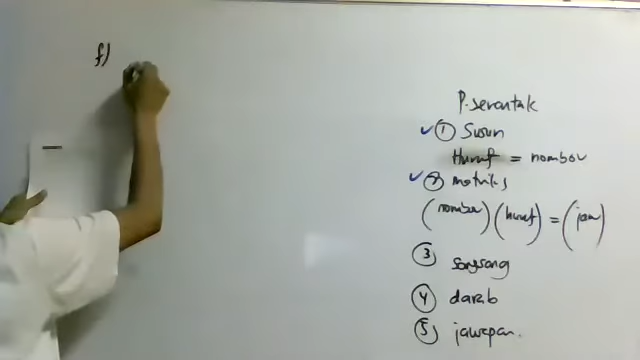 f)
P. serentak
✓ ① Susun
Huruf = nombor
✓ ② matriks
(nombor) (huruf) = (jaw)
③ songsang
④ darab
⑤ jawapan.